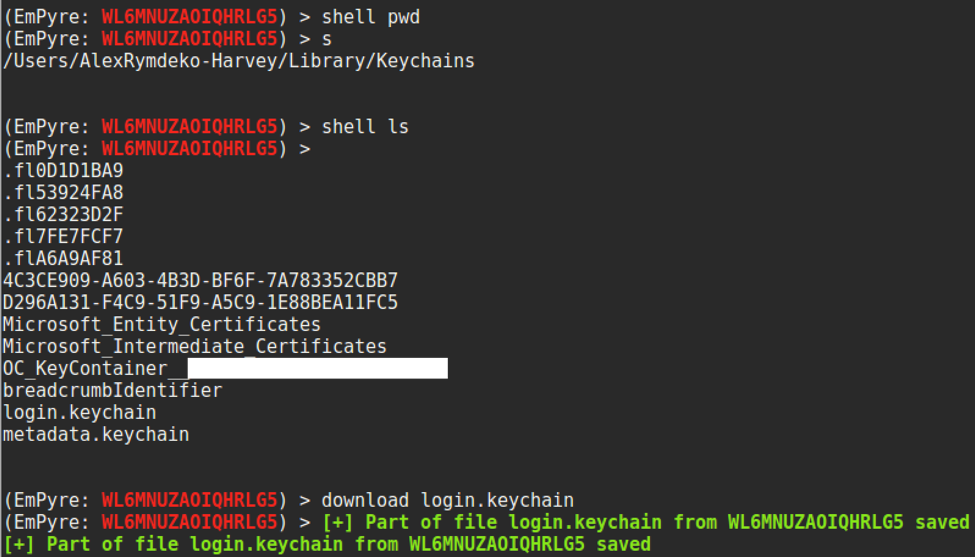 (EmPyre: WL6MNUZAOIQHRLG5) > shell pwd
(EmPyre: WL6MNUZAOIQHRLG5) > s
/Users/AlexRymdeko-Harvey/Library/Keychains
(EmPyre: WL6MNUZAOIQHRLG5) > shell ls
(EmPyre: WL6MNUZAOIQHRLG5) >
.fl0D1D1BA9
.fl53924FA8
.fl62323D2F
.fl7FE7FCF7
.flA6A9AF81
4C3CE909-A603-4B3D-BF6F-7A783352CBB7
D296A131-F4C9-51F9-A5C9-1E88BEA11FC5
Microsoft_Entity_Certificates
Microsoft_Intermediate_Certificates
OC_KeyContainer__
breadcrumbIdentifier
login.keychain
metadata.keychain
(EmPyre: WL6MNUZAOIQHRLG5) > download login.keychain
(EmPyre: WL6MNUZAOIQHRLG5) > [+] Part of file login.keychain from WL6MNUZAOIQHRLG5 saved
[+] Part of file login.keychain from WL6MNUZAOIQHRLG5 saved